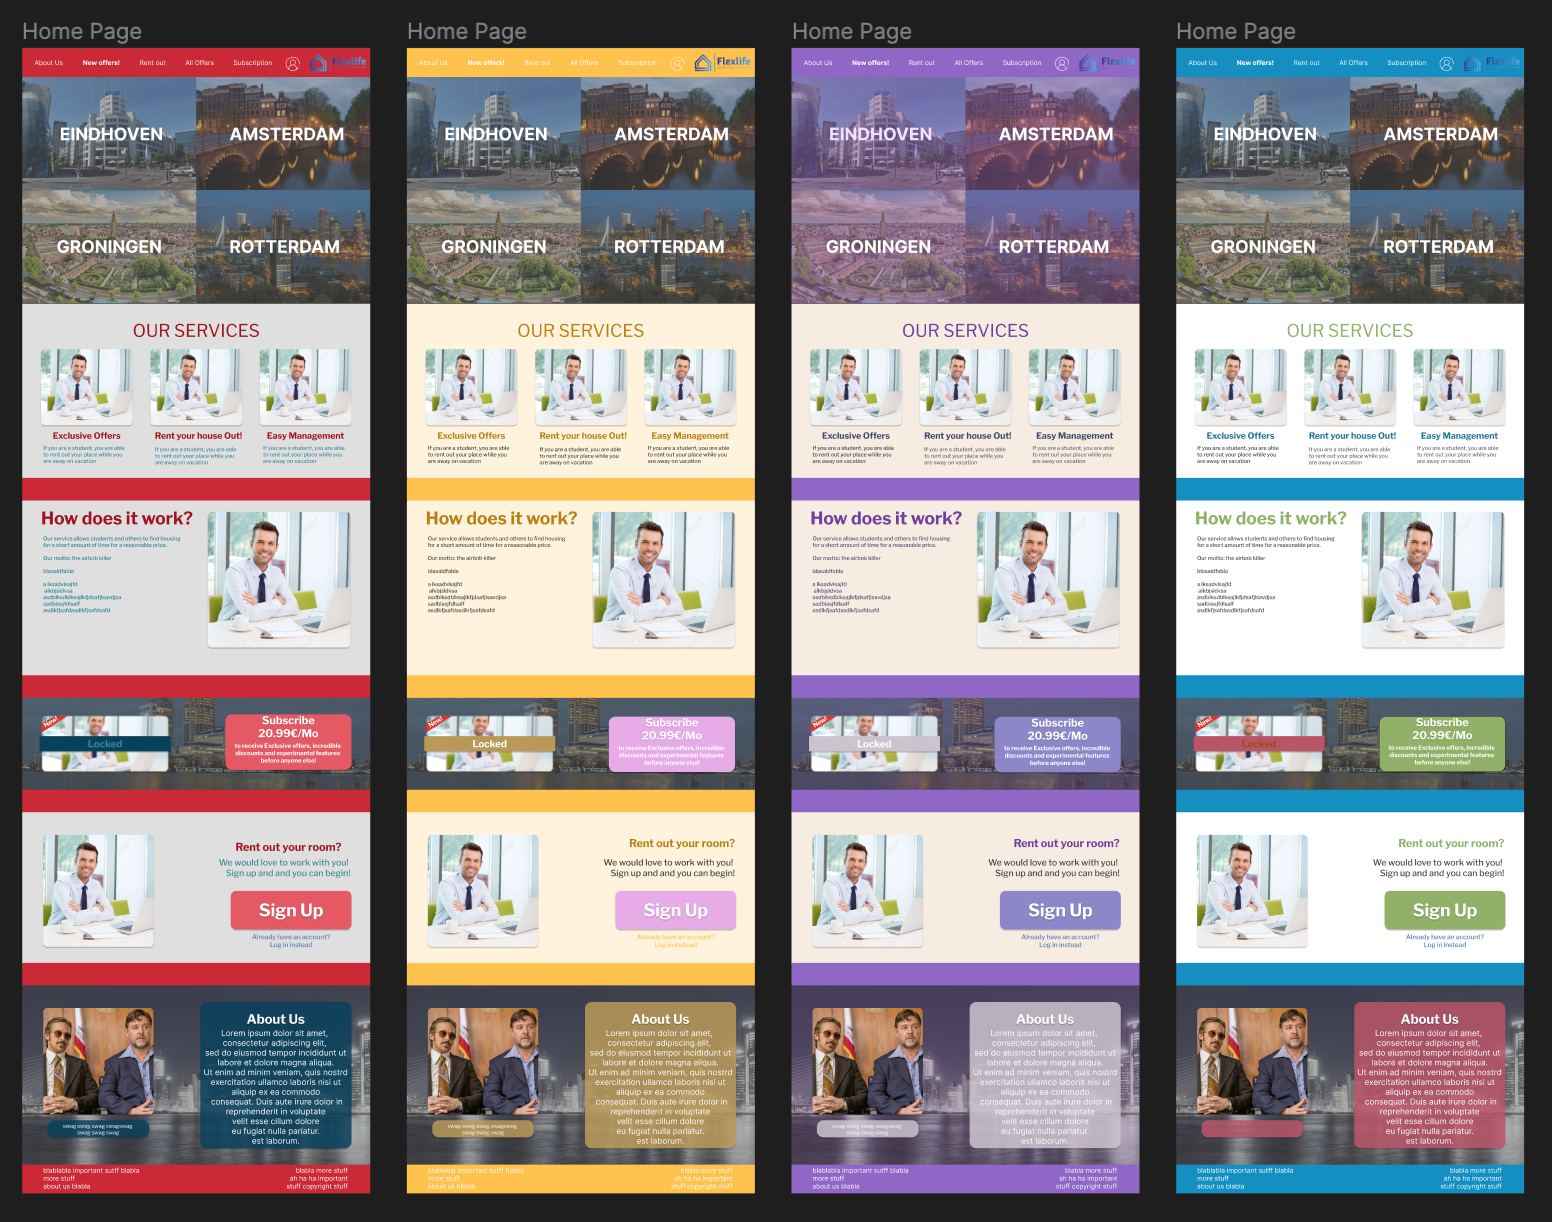 Home Page
About Us New offers! Rent out All Offers Subscription Flexlife
EINDHOVEN AMSTERDAM
GRONINGEN ROTTERDAM
OUR SERVICES
Exclusive Offers Rent your house Out! Easy Management
If you are a student, you are able If you are a student, you are able If you are a student, you are able
to rent out your place while you to rent out your place while you to rent out your place while you
are away on vacation are away on vacation are away on vacation
How does it work?
Our service allows students and others to find housing
for a short amount of time for a reasonable price.
Our motto: the airbnb killer
New! Locked
Subscribe
20.99€/Mo
to receive Exclusive offers, incredible
discounts and experimental features
before anyone else!
Rent out your room?
We would love to work with you!
Sign up and and you can begin!
Sign Up
Already have an account?
Log in instead
About Us
Lorem ipsum dolor sit amet,
consectetur adipiscing elit,
sed do eiusmod tempor incididunt ut
labore et dolore magna aliqua.
Ut enim ad minim veniam, quis nostrd
exercitation ullamco laboris nisi ut
aliquip ex ea commodo
consequat. Duis aute irure dolor in
reprehenderit in voluptate
velit esse cillum dolore
eu fugiat nulla pariatur.
est laborum.
swag swag swag swagswag
swag swag swag
blablabla important sutff blabla
more stuff
about us blabla
blabla more stuff
ah ha ha important
stuff copyright stuff
Home Page
About Us New offers! Rent out All Offers Subscription Flexlife
EINDHOVEN AMSTERDAM
GRONINGEN ROTTERDAM
OUR SERVICES
Exclusive Offers Rent your house Out! Easy Management
If you are a student, you are able If you are a student, you are able If you are a student, you are able
to rent out your place while you to rent out your place while you to rent out your place while you
are away on vacation are away on vacation are away on vacation
How does it work?
Our service allows students and others to find housing
for a short amount of time for a reasonable price.
Our motto: the airbnb killer
New! Locked
Subscribe
20.99€/Mo
to receive Exclusive offers, incredible
discounts and experimental features
before anyone else!
Rent out your room?
We would love to work with you!
Sign up and and you can begin!
Sign Up
Already have an account?
Log in instead
About Us
Lorem ipsum dolor sit amet,
consectetur adipiscing elit,
sed do eiusmod tempor incididunt ut
labore et dolore magna aliqua.
Ut enim ad minim veniam, quis nostrd
exercitation ullamco laboris nisi ut
aliquip ex ea commodo
consequat. Duis aute irure dolor in
reprehenderit in voluptate
velit esse cillum dolore
eu fugiat nulla pariatur.
est laborum.
swag swag swag swagswag
swag swag swag
blablabla important sutff blabla
more stuff
about us blabla
blabla more stuff
ah ha ha important
stuff copyright stuff
Home Page
About Us New offers! Rent out All Offers Subscription Flexlife
EINDHOVEN AMSTERDAM
GRONINGEN ROTTERDAM
OUR SERVICES
Exclusive Offers Rent your house Out! Easy Management
If you are a student, you are able If you are a student, you are able If you are a student, you are able
to rent out your place while you to rent out your place while you to rent out your place while you
are away on vacation are away on vacation are away on vacation
How does it work?
Our service allows students and others to find housing
for a short amount of time for a reasonable price.
Our motto: the airbnb killer
New! Locked
Subscribe
20.99€/Mo
to receive Exclusive offers, incredible
discounts and experimental features
before anyone else!
Rent out your room?
We would love to work with you!
Sign up and and you can begin!
Sign Up
Already have an account?
Log in instead
About Us
Lorem ipsum dolor sit amet,
consectetur adipiscing elit,
sed do eiusmod tempor incididunt ut
labore et dolore magna aliqua.
Ut enim ad minim veniam, quis nostrd
exercitation ullamco laboris nisi ut
aliquip ex ea commodo
consequat. Duis aute irure dolor in
reprehenderit in voluptate
velit esse cillum dolore
eu fugiat nulla pariatur.
est laborum.
swag swag swag swagswag
swag swag swag
blablabla important sutff blabla
more stuff
about us blabla
blabla more stuff
ah ha ha important
stuff copyright stuff
Home Page
About Us New offers! Rent out All Offers Subscription Flexlife
EINDHOVEN AMSTERDAM
GRONINGEN ROTTERDAM
OUR SERVICES
Exclusive Offers Rent your house Out! Easy Management
If you are a student, you are able If you are a student, you are able If you are a student, you are able
to rent out your place while you to rent out your place while you to rent out your place while you
are away on vacation are away on vacation are away on vacation
How does it work?
Our service allows students and others to find housing
for a short amount of time for a reasonable price.
Our motto: the airbnb killer
New! Locked
Subscribe
20.99€/Mo
to receive Exclusive offers, incredible
discounts and experimental features
before anyone else!
Rent out your room?
We would love to work with you!
Sign up and and you can begin!
Sign Up
Already have an account?
Log in instead
About Us
Lorem ipsum dolor sit amet,
consectetur adipiscing elit,
sed do eiusmod tempor incididunt ut
labore et dolore magna aliqua.
Ut enim ad minim veniam, quis nostrd
exercitation ullamco laboris nisi ut
aliquip ex ea commodo
consequat. Duis aute irure dolor in
reprehenderit in voluptate
velit esse cillum dolore
eu fugiat nulla pariatur.
est laborum.
blablabla important sutff blabla
more stuff
about us blabla
blabla more stuff
ah ha ha important
stuff copyright stuff